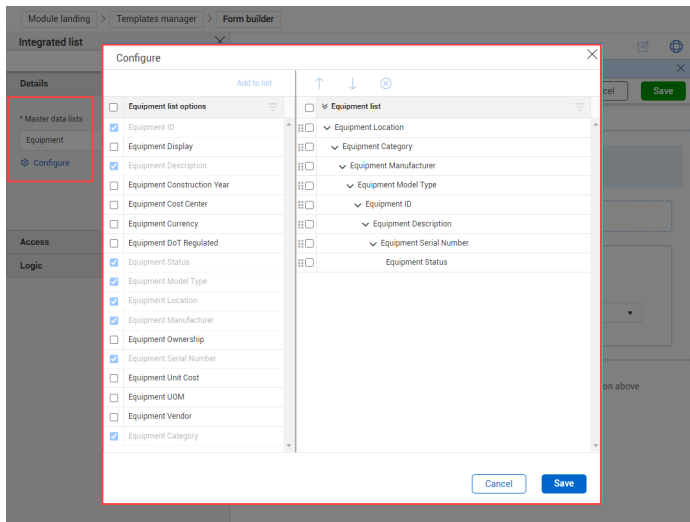 Module landing > Templates manager > Form builder
Integrated list
Details
* Master data lists
Equipment
Configure
Access
Logic
Configure
Add to list
Equipment list options
Equipment ID
Equipment Display
Equipment Description
Equipment Construction Year
Equipment Cost Center
Equipment Currency
Equipment DoT Regulated
Equipment Status
Equipment Model Type
Equipment Location
Equipment Manufacturer
Equipment Ownership
Equipment Serial Number
Equipment Unit Cost
Equipment UOM
Equipment Vendor
Equipment Category
Equipment list
Equipment Location
Equipment Category
Equipment Manufacturer
Equipment Model Type
Equipment ID
Equipment Description
Equipment Serial Number
Equipment Status
Cancel
Save
cel
Save
on above